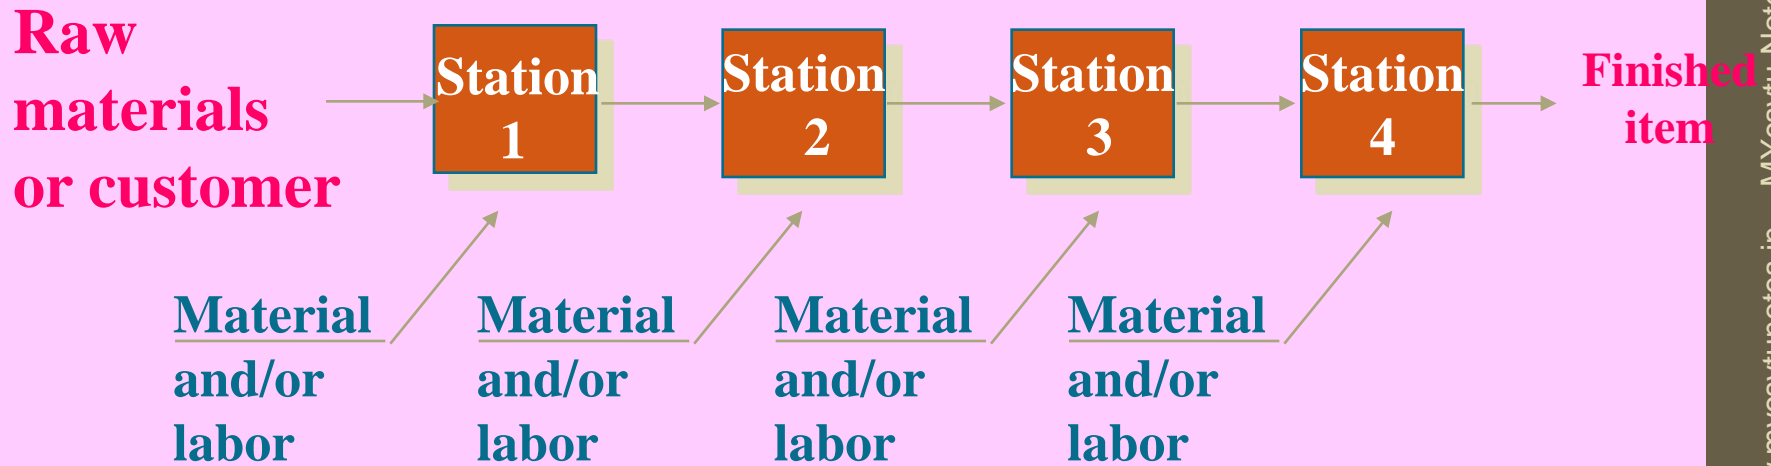 Raw
materials
or customer
Station
1
Station
2
Station
3
Station
4
Finished
item
Material
and/or
labor
Material
and/or
labor
Material
and/or
labor
Material
and/or
labor